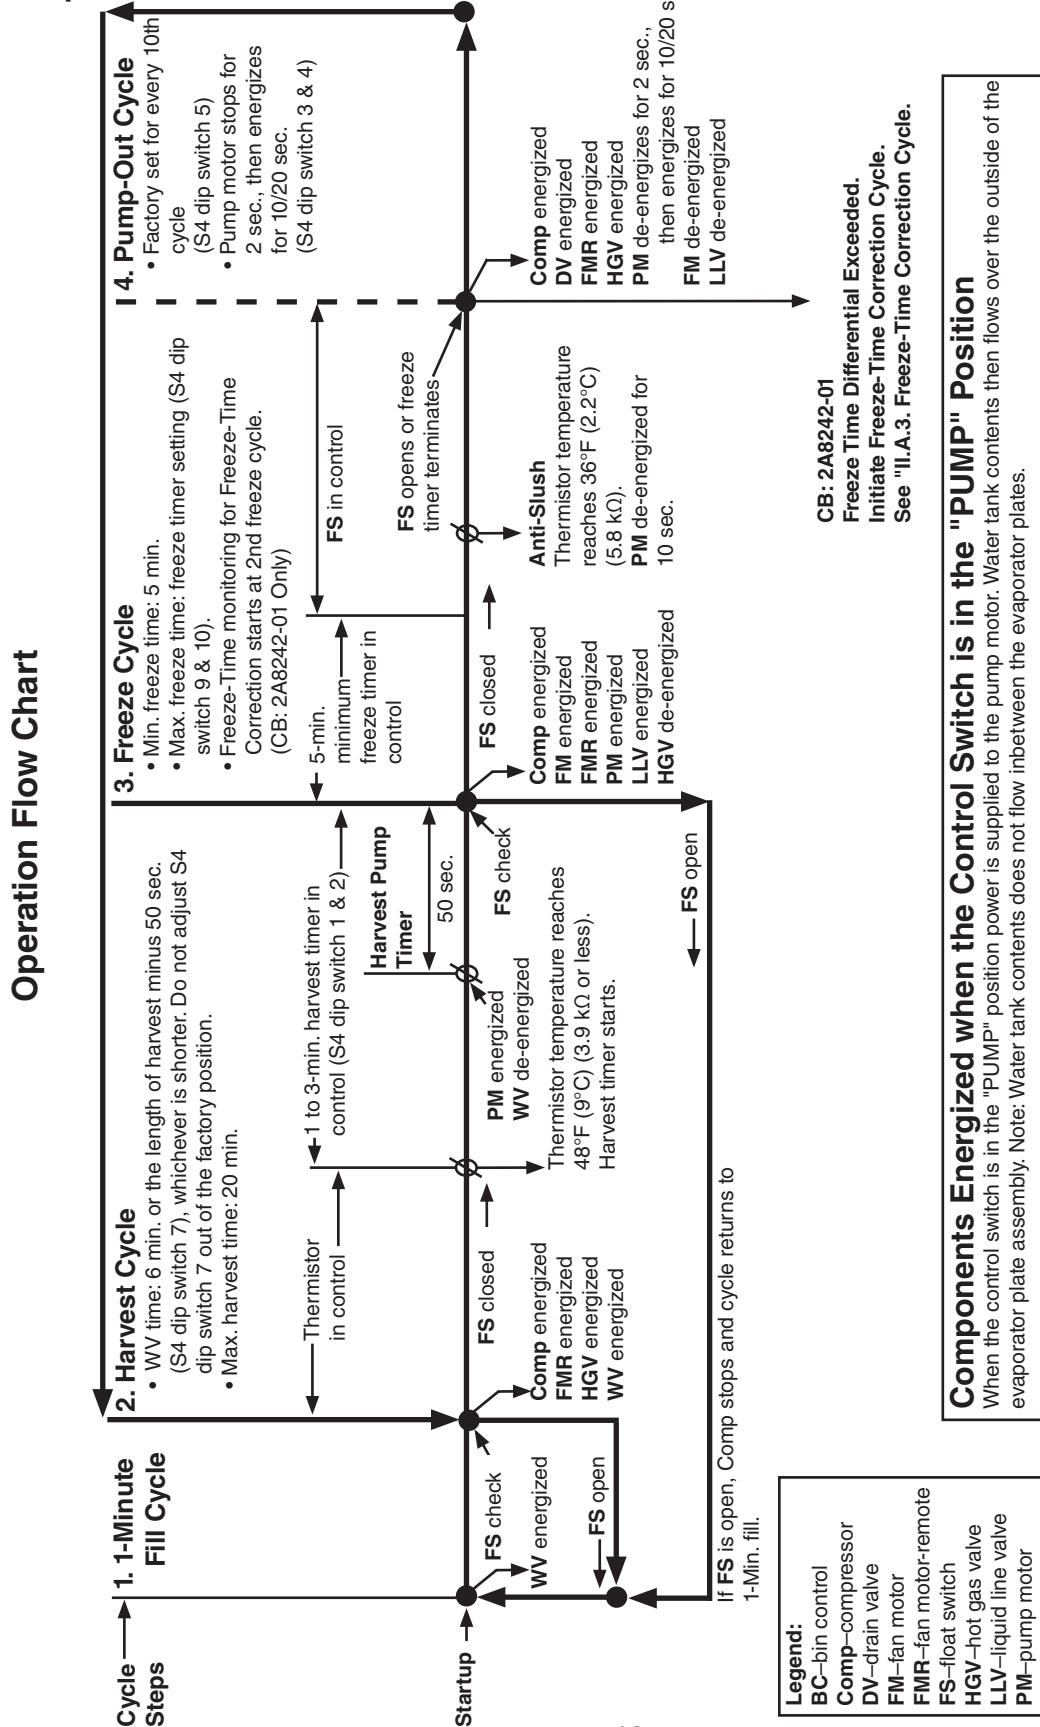 Operation Flow Chart
Cycle
Steps
1. 1-Minute
Fill Cycle
2. Harvest Cycle
• WV time: 6 min. or the length of harvest minus 50 sec.
(S4 dip switch 7), whichever is shorter. Do not adjust S4
dip switch 7 out of the factory position.
• Max. harvest time: 20 min.
3. Freeze Cycle
• Min. freeze time: 5 min.
• Max. freeze time: freeze timer setting (S4 dip
switch 9 & 10).
• Freeze-Time monitoring for Freeze-Time
Correction starts at 2nd freeze cycle.
(CB: 2A8242-01 Only)
4. Pump-Out Cycle
• Factory set for every 10th
cycle
(S4 dip switch 5)
• Pump motor stops for
2 sec., then energizes
for 10/20 sec.
(S4 dip switch 3 & 4)
Thermistor
in control
1 to 3-min. harvest timer in
control (S4 dip switch 1 & 2)
Harvest Pump
Timer
50 sec.
5-min.
minimum
freeze timer in
control
FS in control
FS opens or freeze
timer terminates
Startup
FS check
WV energized
FS open
FS closed
Comp energized
FMR energized
HGV energized
WV energized
PM energized
WV de-energized
Thermistor temperature reaches
48°F (9°C) (3.9 kΩ or less).
Harvest timer starts.
FS check
FS open
FS closed
Comp energized
FM energized
FMR energized
PM energized
LLV energized
HGV de-energized
Anti-Slush
Thermistor temperature
reaches 36°F (2.2°C)
(5.8 kΩ).
PM de-energized for
10 sec.
Comp energized
DV energized
FMR energized
HGV energized
PM de-energizes for 2 sec.,
then energizes for 10/20 s
FM de-energized
LLV de-energized
If FS is open, Comp stops and cycle returns to
1-Min. fill.
CB: 2A8242-01
Freeze Time Differential Exceeded.
Initiate Freeze-Time Correction Cycle.
See "II.A.3. Freeze-Time Correction Cycle.
Legend:
BC–bin control
Comp–compressor
DV–drain valve
FM–fan motor
FMR–fan motor-remote
FS–float switch
HGV–hot gas valve
LLV–liquid line valve
PM–pump motor
Components Energized when the Control Switch is in the "PUMP" Position
When the control switch is in the "PUMP" position power is supplied to the pump motor. Water tank contents then flows over the outside of the
evaporator plate assembly. Note: Water tank contents does not flow inbetween the evaporator plates.